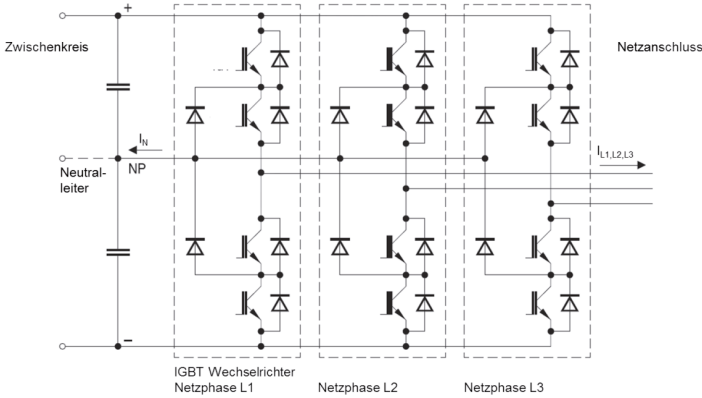 +
Zwischenkreis
Netzanschluss
I_N
NP
Neutral-
leiter
I_L1,L2,L3
−
IGBT Wechselrichter
Netzphase L1
Netzphase L2
Netzphase L3